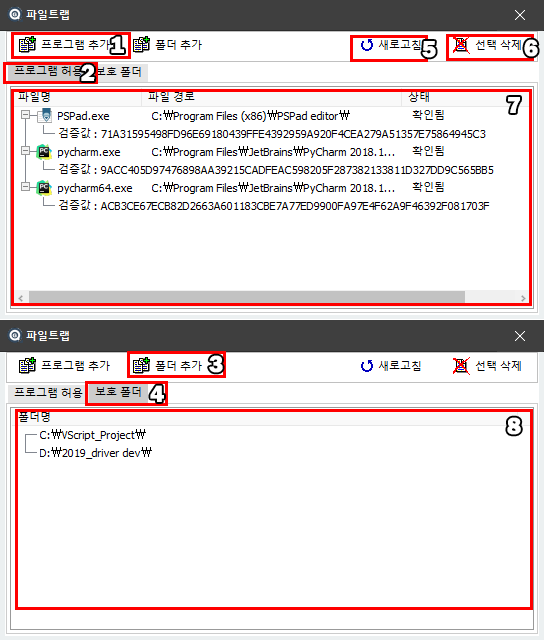 파일트랩
프로그램 추가 1 폴더 추가 새로고침 5 선택 삭제 6
프로그램 허용 2 보호 폴더
7
파일명 파일 경로 상태
PSPad.exe C:₩Program Files (x86)₩PSPad editor₩ 확인됨
검증값 : 71A31595498FD96E69180439FFE4392959A920F4CEA279A51357E75864945C3
pycharm.exe C:₩Program Files₩JetBrains₩PyCharm 2018.1... 확인됨
검증값 : 9ACC405D97476898AA39215CADFEAC598205F287382133811D327DD9C565BB5
pycharm64.exe C:₩Program Files₩JetBrains₩PyCharm 2018.1... 확인됨
검증값 : ACB3CE67ECB82D2663A601183CBE7A77ED9900FA97E4F62A9F46392F081703F
파일트랩
프로그램 추가 폴더 추가 3 새로고침 선택 삭제
프로그램 허용 보호 폴더 4
폴더명 8
C:₩VScript_Project₩
D:₩2019_driver dev₩